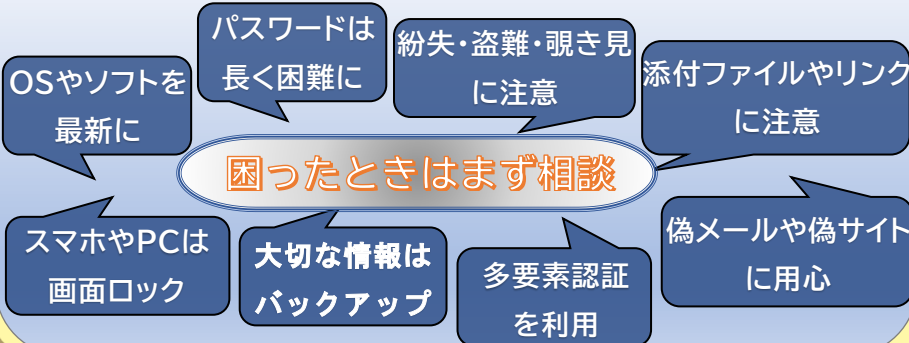 パスワードは
長く困難に
紛失・盗難・覗き見
に注意
OSやソフトを
最新に
添付ファイルやリンク
に注意
困ったときはまず相談
スマホやPCは
画面ロック
大切な情報は
バックアップ
多要素認証
を利用
偽メールや偽サイト
に用心